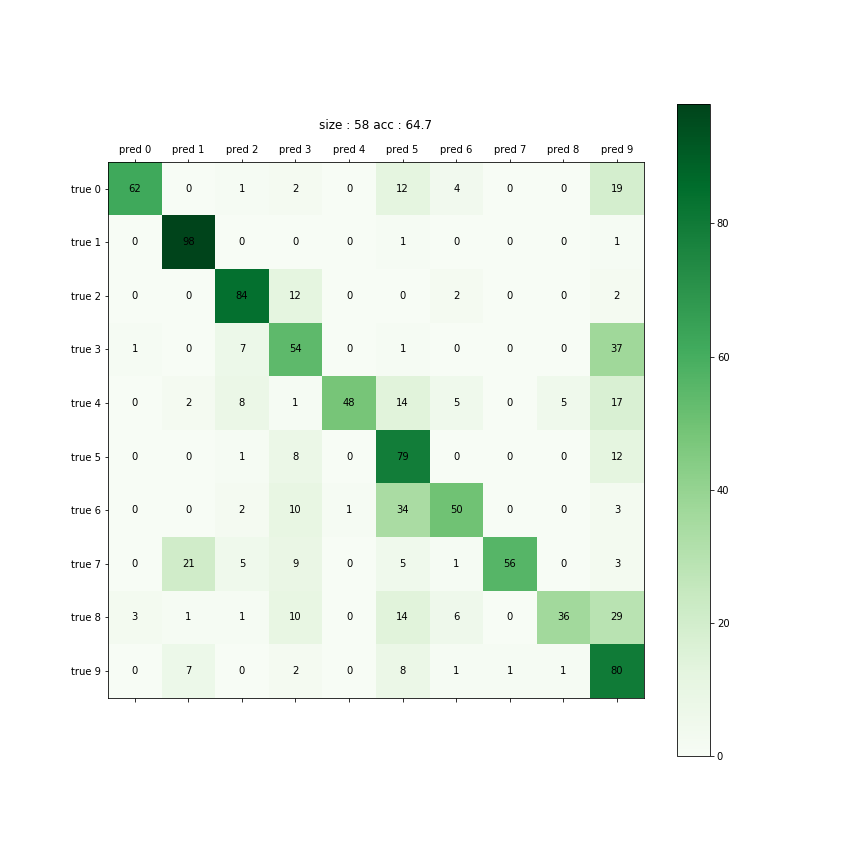 size : 58 acc : 64.7
pred 0 pred 1 pred 2 pred 3 pred 4 pred 5 pred 6 pred 7 pred 8 pred 9
true 0 62 0 1 2 0 12 4 0 0 19
true 1 0 98 0 0 0 1 0 0 0 1
true 2 0 0 84 12 0 0 2 0 0 2
true 3 1 0 7 54 0 1 0 0 0 37
true 4 0 2 8 1 48 14 5 0 5 17
true 5 0 0 1 8 0 79 0 0 0 12
true 6 0 0 2 10 1 34 50 0 0 3
true 7 0 21 5 9 0 5 1 56 0 3
true 8 3 1 1 10 0 14 6 0 36 29
true 9 0 7 0 2 0 8 1 1 1 80
80
60
40
20
0